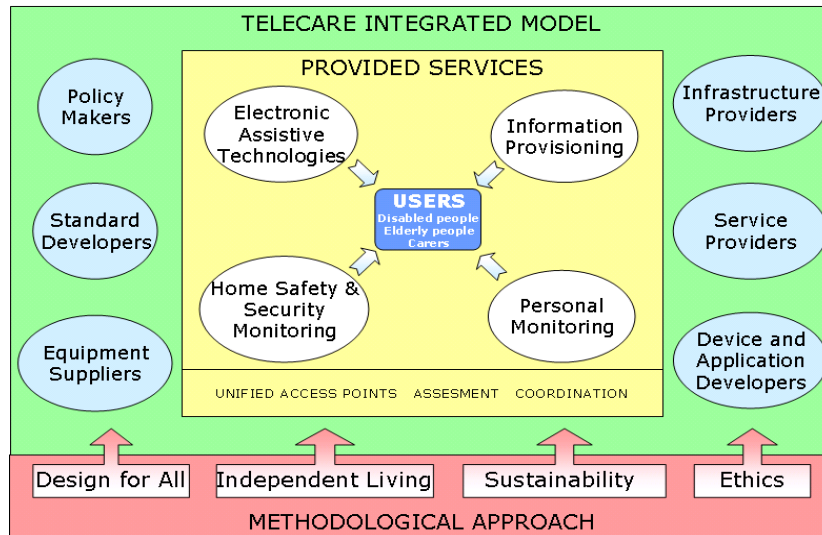 TELECARE INTEGRATED MODEL
PROVIDED SERVICES
Policy
Makers
Standard
Developers
Equipment
Suppliers
Electronic
Assistive
Technologies
Information
Provisioning
USERS
Disabled people
Elderly people
Carers
Home Safety &
Security
Monitoring
Personal
Monitoring
UNIFIED ACCESS POINTS ASSESMENT COORDINATION
Infrastructure
Providers
Service
Providers
Device and
Application
Developers
Design for All
Independent Living
Sustainability
Ethics
METHODOLOGICAL APPROACH